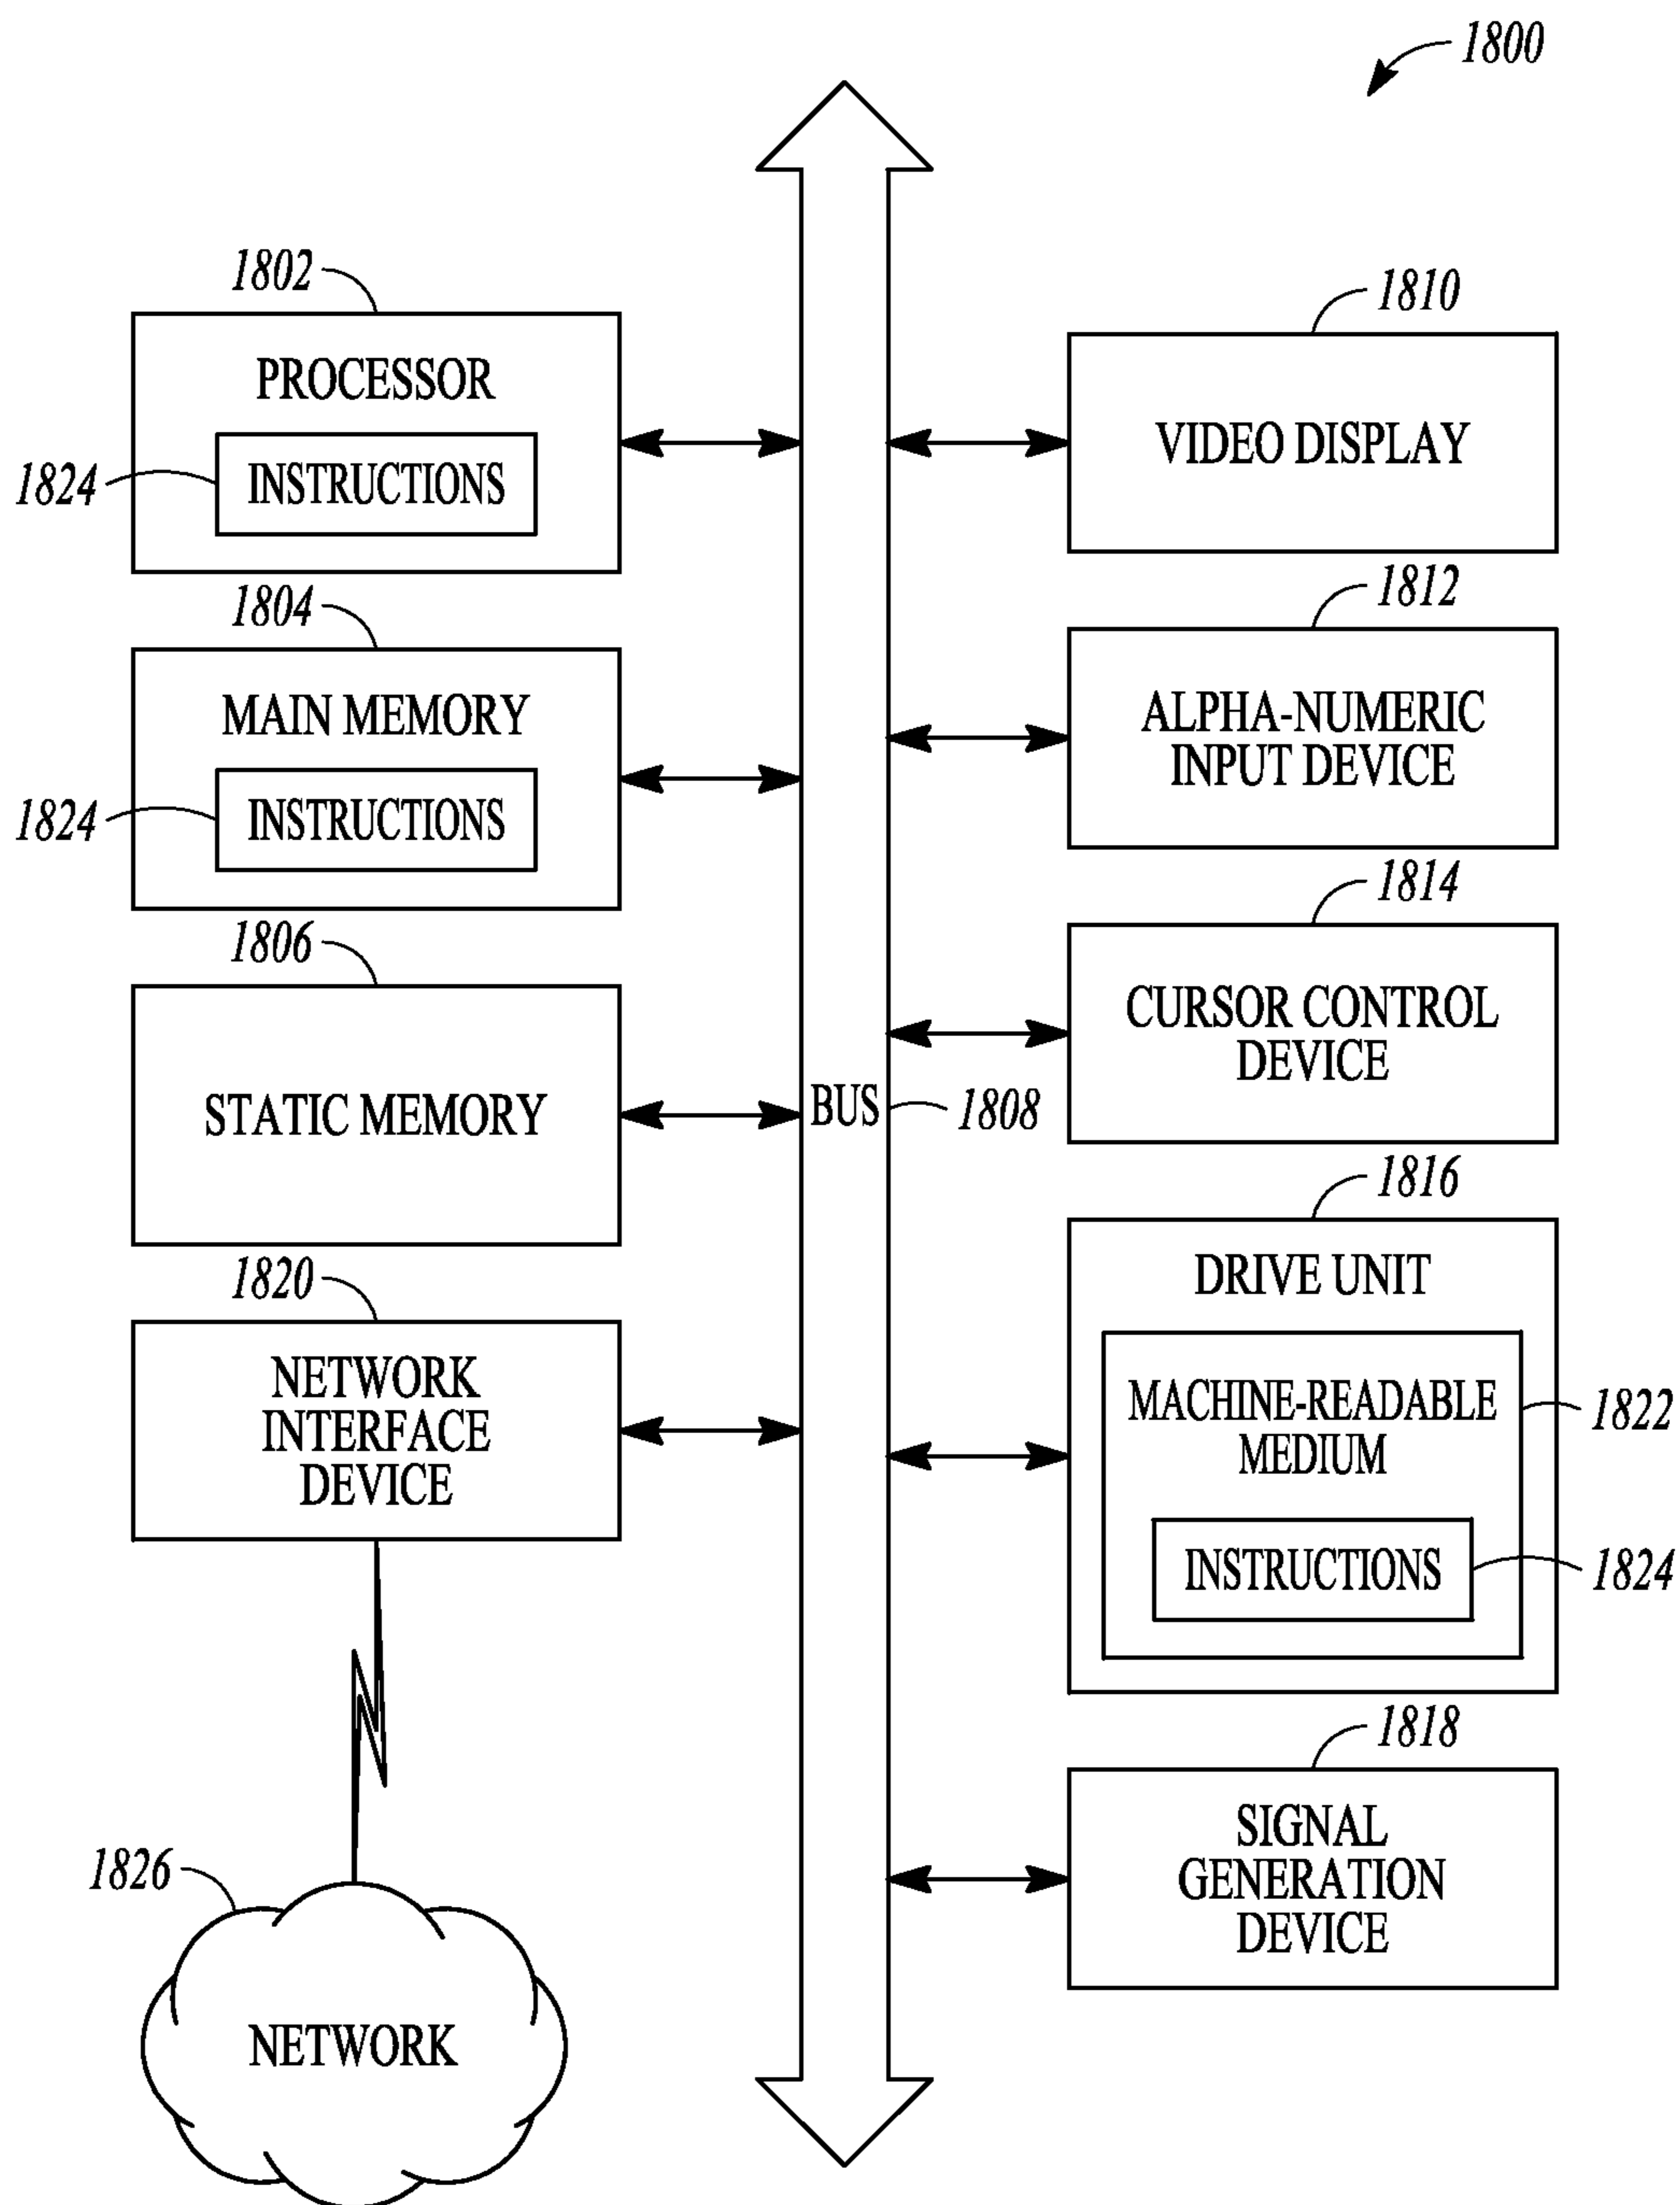 1800
1802
PROCESSOR
1824
INSTRUCTIONS
1804
MAIN MEMORY
1824
INSTRUCTIONS
1806
STATIC MEMORY
1820
NETWORK
INTERFACE
DEVICE
1826
NETWORK
BUS
1808
1810
VIDEO DISPLAY
1812
ALPHA-NUMERIC
INPUT DEVICE
1814
CURSOR CONTROL
DEVICE
1816
DRIVE UNIT
MACHINE-READABLE
MEDIUM
1822
INSTRUCTIONS
1824
1818
SIGNAL
GENERATION
DEVICE